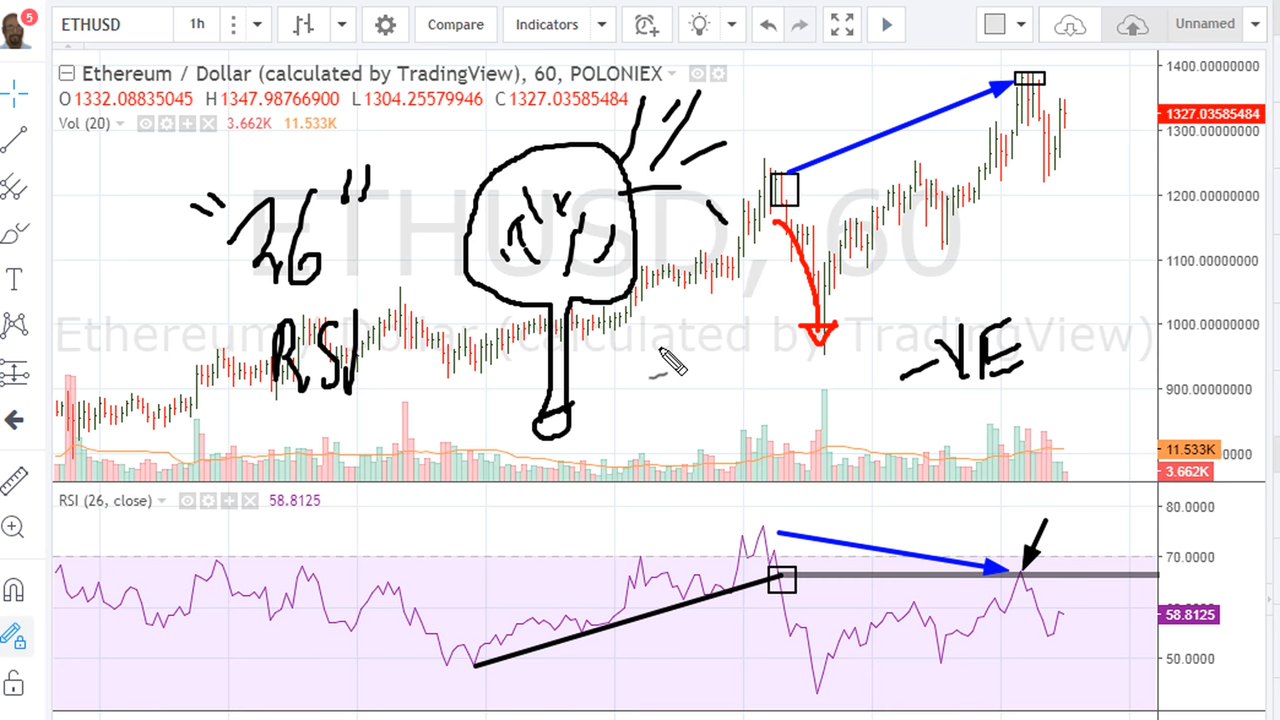 5
ETHUSD 1h Compare Indicators Unnamed
Ethereum / Dollar (calculated by TradingView), 60, POLONIEX
O1332.08835045 H1347.98766900 L1304.25579946 C1327.03585484
Vol (20) 3.662K 11.533K
ETHUSD, 60
Ethereum / Dollar (calculated by TradingView)
"26"
RSI
-VE
1400.00000000
1327.03585484
1300.00000000
1200.00000000
1100.00000000
1000.00000000
900.00000000
11.533K
3.662K
RSI (26, close) 58.8125
80.0000
70.0000
58.8125
50.0000